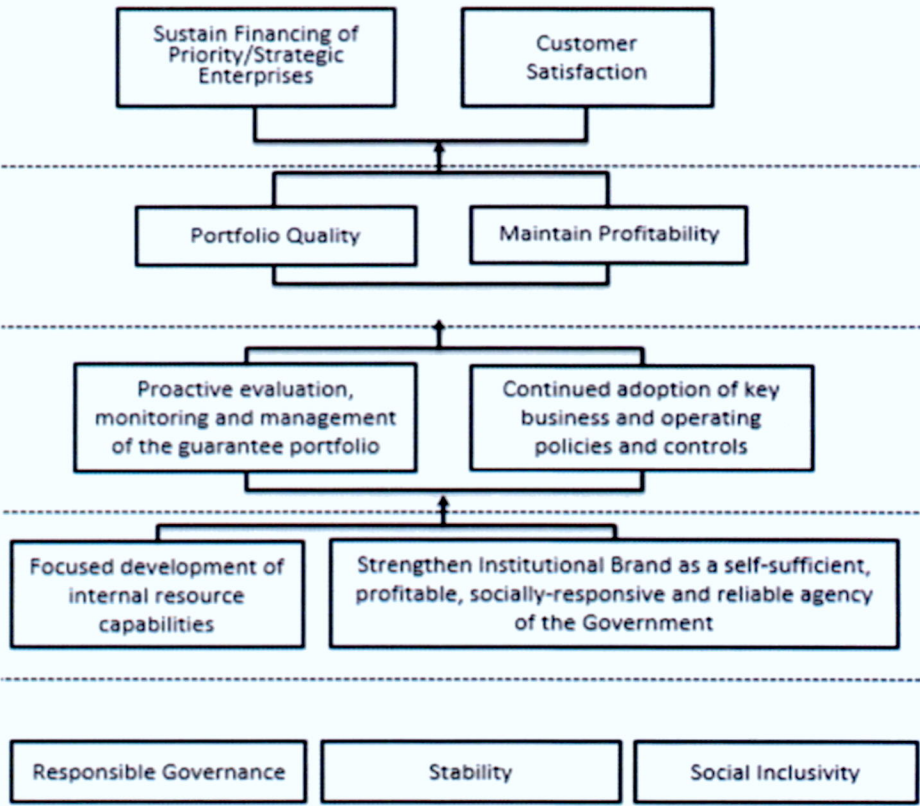 Sustain Financing of
Priority/Strategic
Enterprises
Customer
Satisfaction
Portfolio Quality
Maintain Profitability
Proactive evaluation,
monitoring and management
of the guarantee portfolio
Continued adoption of key
business and operating
policies and controls
Focused development of
internal resource
capabilities
Strengthen Institutional Brand as a self-sufficient,
profitable, socially-responsive and reliable agency
of the Government
Responsible Governance
Stability
Social Inclusivity